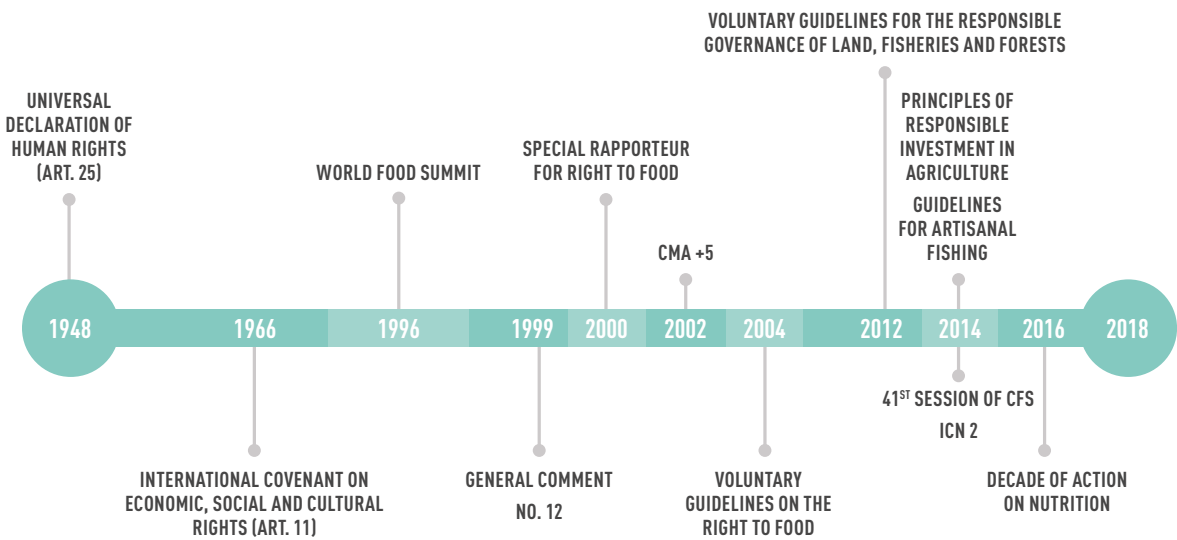 VOLUNTARY GUIDELINES FOR THE RESPONSIBLE
GOVERNANCE OF LAND, FISHERIES AND FORESTS
UNIVERSAL
DECLARATION OF
HUMAN RIGHTS
(ART. 25)
WORLD FOOD SUMMIT
SPECIAL RAPPORTEUR
FOR RIGHT TO FOOD
CMA +5
PRINCIPLES OF
RESPONSIBLE
INVESTMENT IN
AGRICULTURE
GUIDELINES
FOR ARTISANAL
FISHING
1948 1966 1996 1999 2000 2002 2004 2012 2014 2016 2018
INTERNATIONAL COVENANT ON
ECONOMIC, SOCIAL AND CULTURAL
RIGHTS (ART. 11)
GENERAL COMMENT
NO. 12
VOLUNTARY
GUIDELINES ON THE
RIGHT TO FOOD
41ST SESSION OF CFS
ICN 2
DECADE OF ACTION
ON NUTRITION